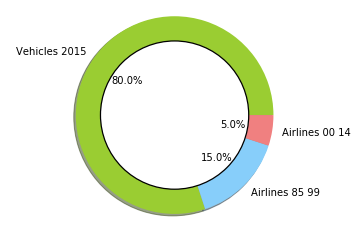 Vehicles 2015
80.0%
5.0%
Airlines 00 14
15.0%
Airlines 85 99